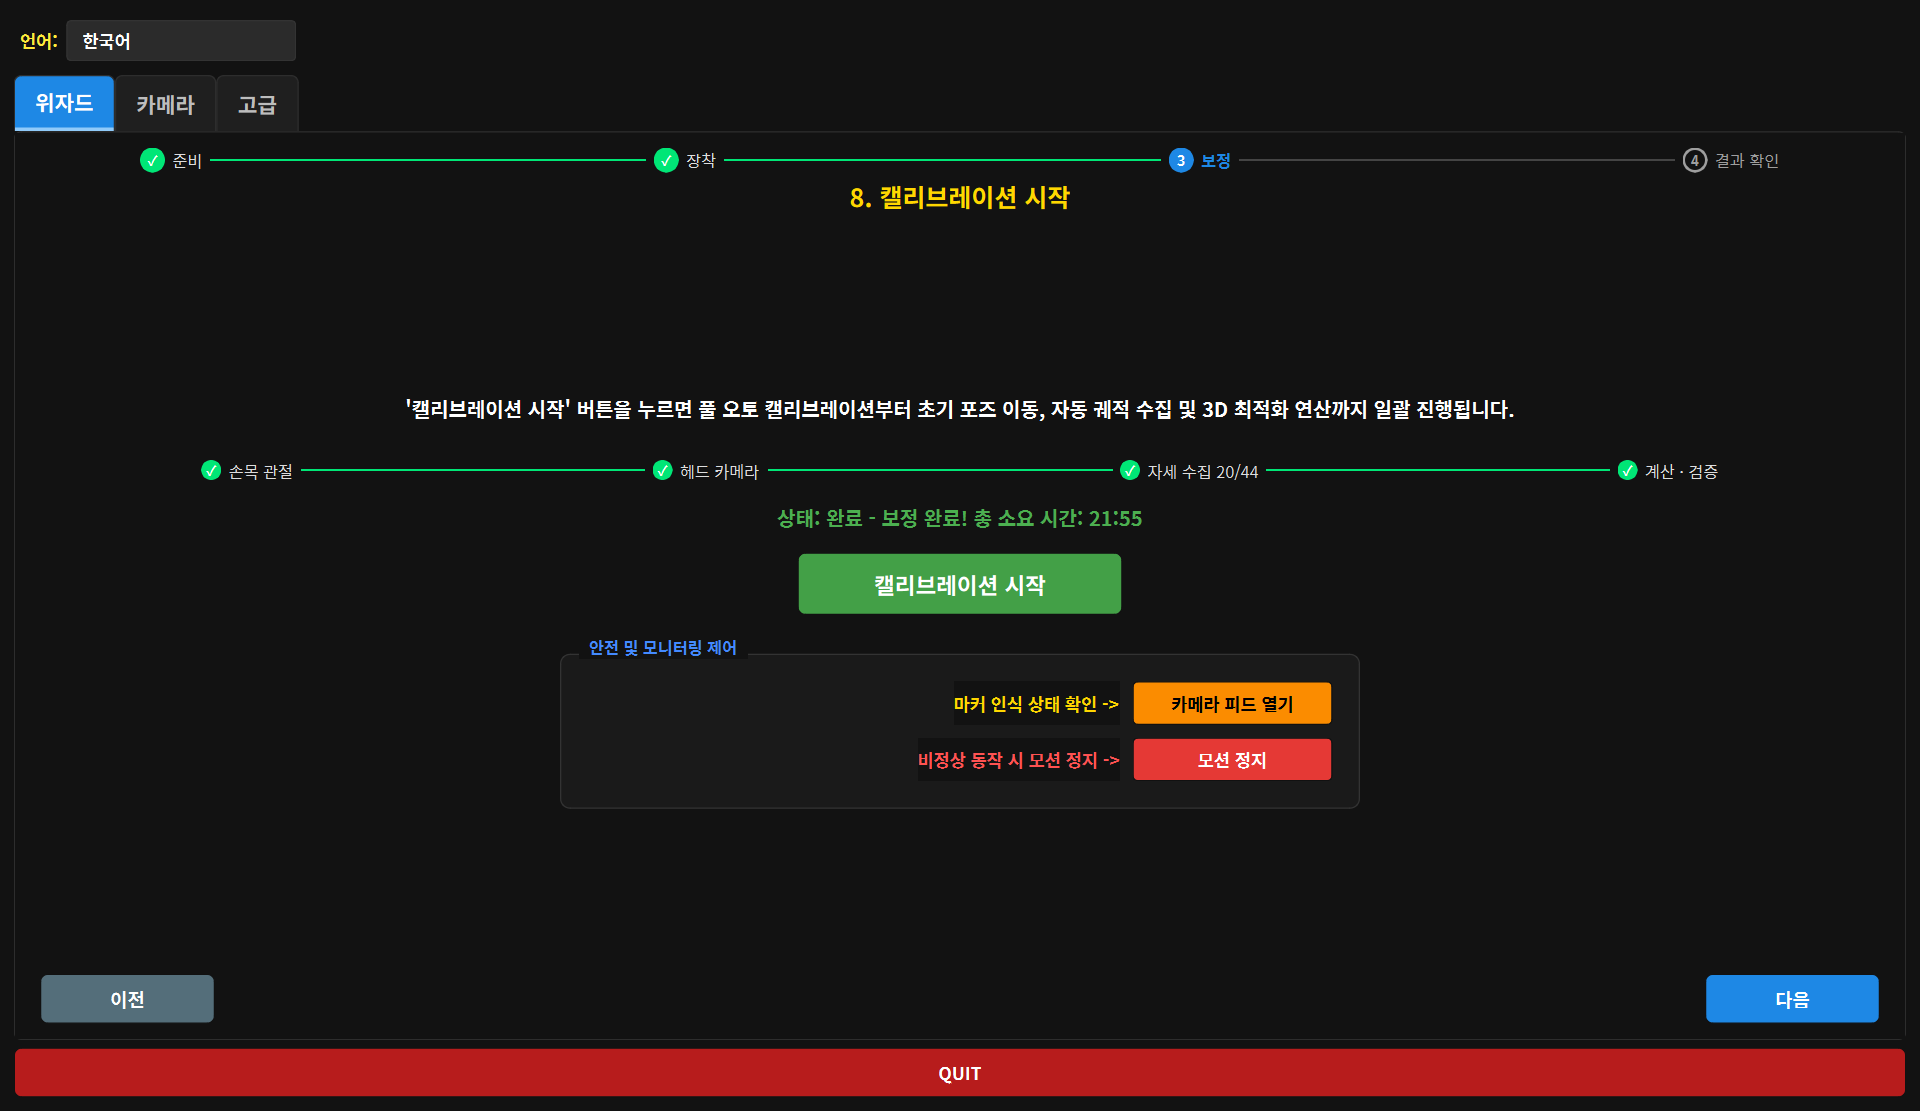 언어: 한국어
위자드 카메라 고급
✓ 준비 ✓ 장착 3 보정 4 결과 확인
8. 캘리브레이션 시작
'캘리브레이션 시작' 버튼을 누르면 풀 오토 캘리브레이션부터 초기 포즈 이동, 자동 궤적 수집 및 3D 최적화 연산까지 일괄 진행됩니다.
✓ 손목 관절 ✓ 헤드 카메라 ✓ 자세 수집 20/44 ✓ 계산 · 검증
상태: 완료 - 보정 완료! 총 소요 시간: 21:55
캘리브레이션 시작
안전 및 모니터링 제어
마커 인식 상태 확인 -> 카메라 피드 열기
비정상 동작 시 모션 정지 -> 모션 정지
이전 다음
QUIT